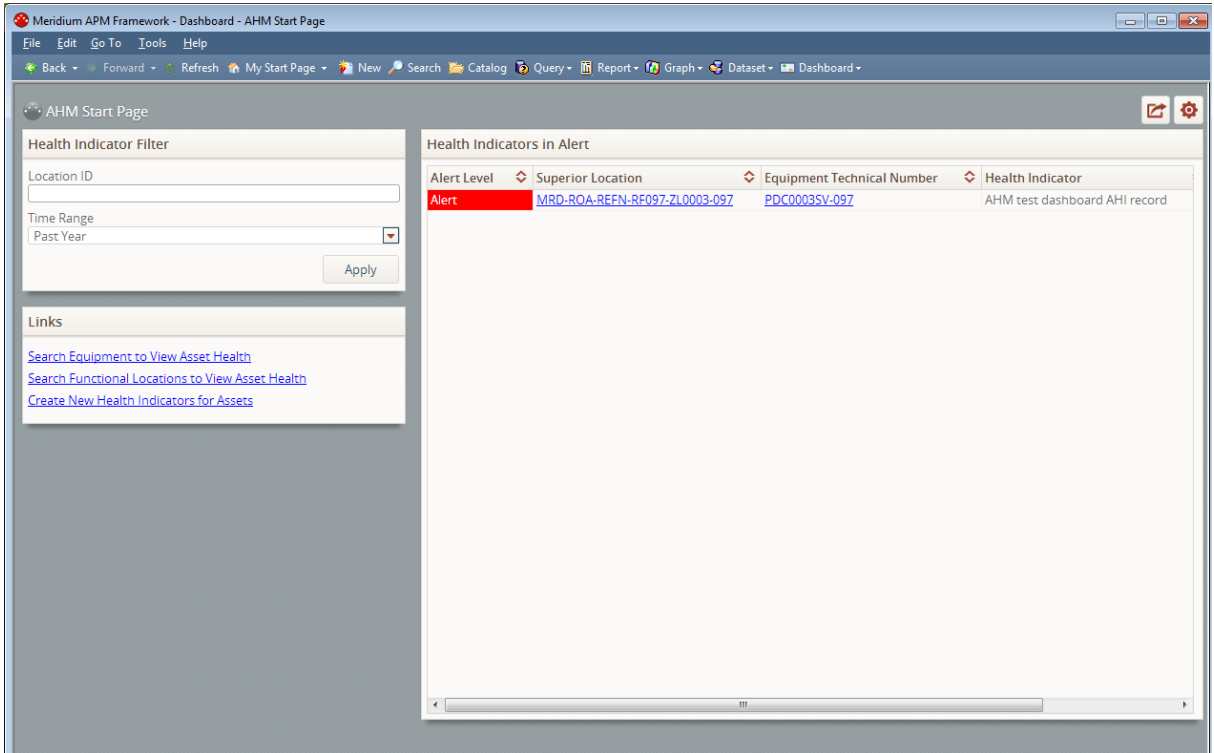 Meridium APM Framework - Dashboard - AHM Start Page
File Edit Go To Tools Help
Back Forward Refresh My Start Page New Search Catalog Query Report Graph Dataset Dashboard
AHM Start Page
Health Indicator Filter
Location ID
Time Range
Past Year
Apply
Links
Search Equipment to View Asset Health
Search Functional Locations to View Asset Health
Create New Health Indicators for Assets
Health Indicators in Alert
Alert Level Superior Location Equipment Technical Number Health Indicator
Alert MRD-ROA-REFN-RF097-ZL0003-097 PDC0003SV-097 AHM test dashboard AHI record